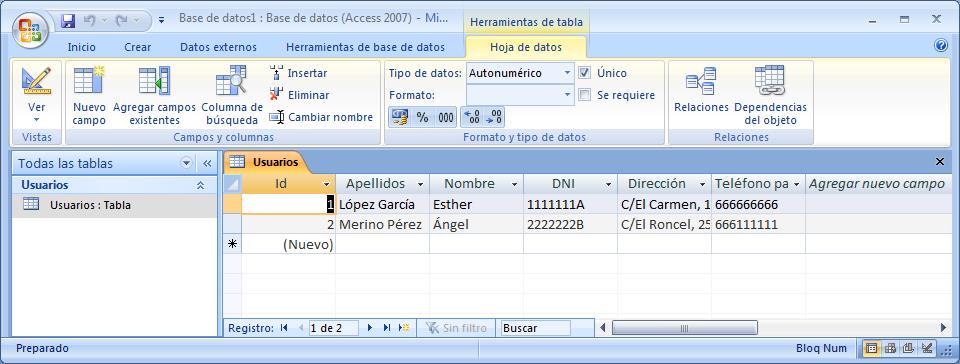 Base de datos1 : Base de datos (Access 2007) - Mi...
Herramientas de tabla
Inicio Crear Datos externos Herramientas de base de datos Hoja de datos
Ver
Vistas
Nuevo campo
Agregar campos existentes
Columna de búsqueda
Insertar
Eliminar
Cambiar nombre
Campos y columnas
Tipo de datos: Autonumérico
Único
Formato:
Se requiere
% 000
Formato y tipo de datos
Relaciones
Dependencias del objeto
Relaciones
Todas las tablas
Usuarios
Usuarios : Tabla
Usuarios
Id Apellidos Nombre DNI Dirección Teléfono pa Agregar nuevo campo
1 López García Esther 1111111A C/El Carmen, 1 666666666
2 Merino Pérez Ángel 2222222B C/El Roncel, 25 666111111
(Nuevo)
Registro: 1 de 2 Sin filtro Buscar
Preparado
Bloq Num